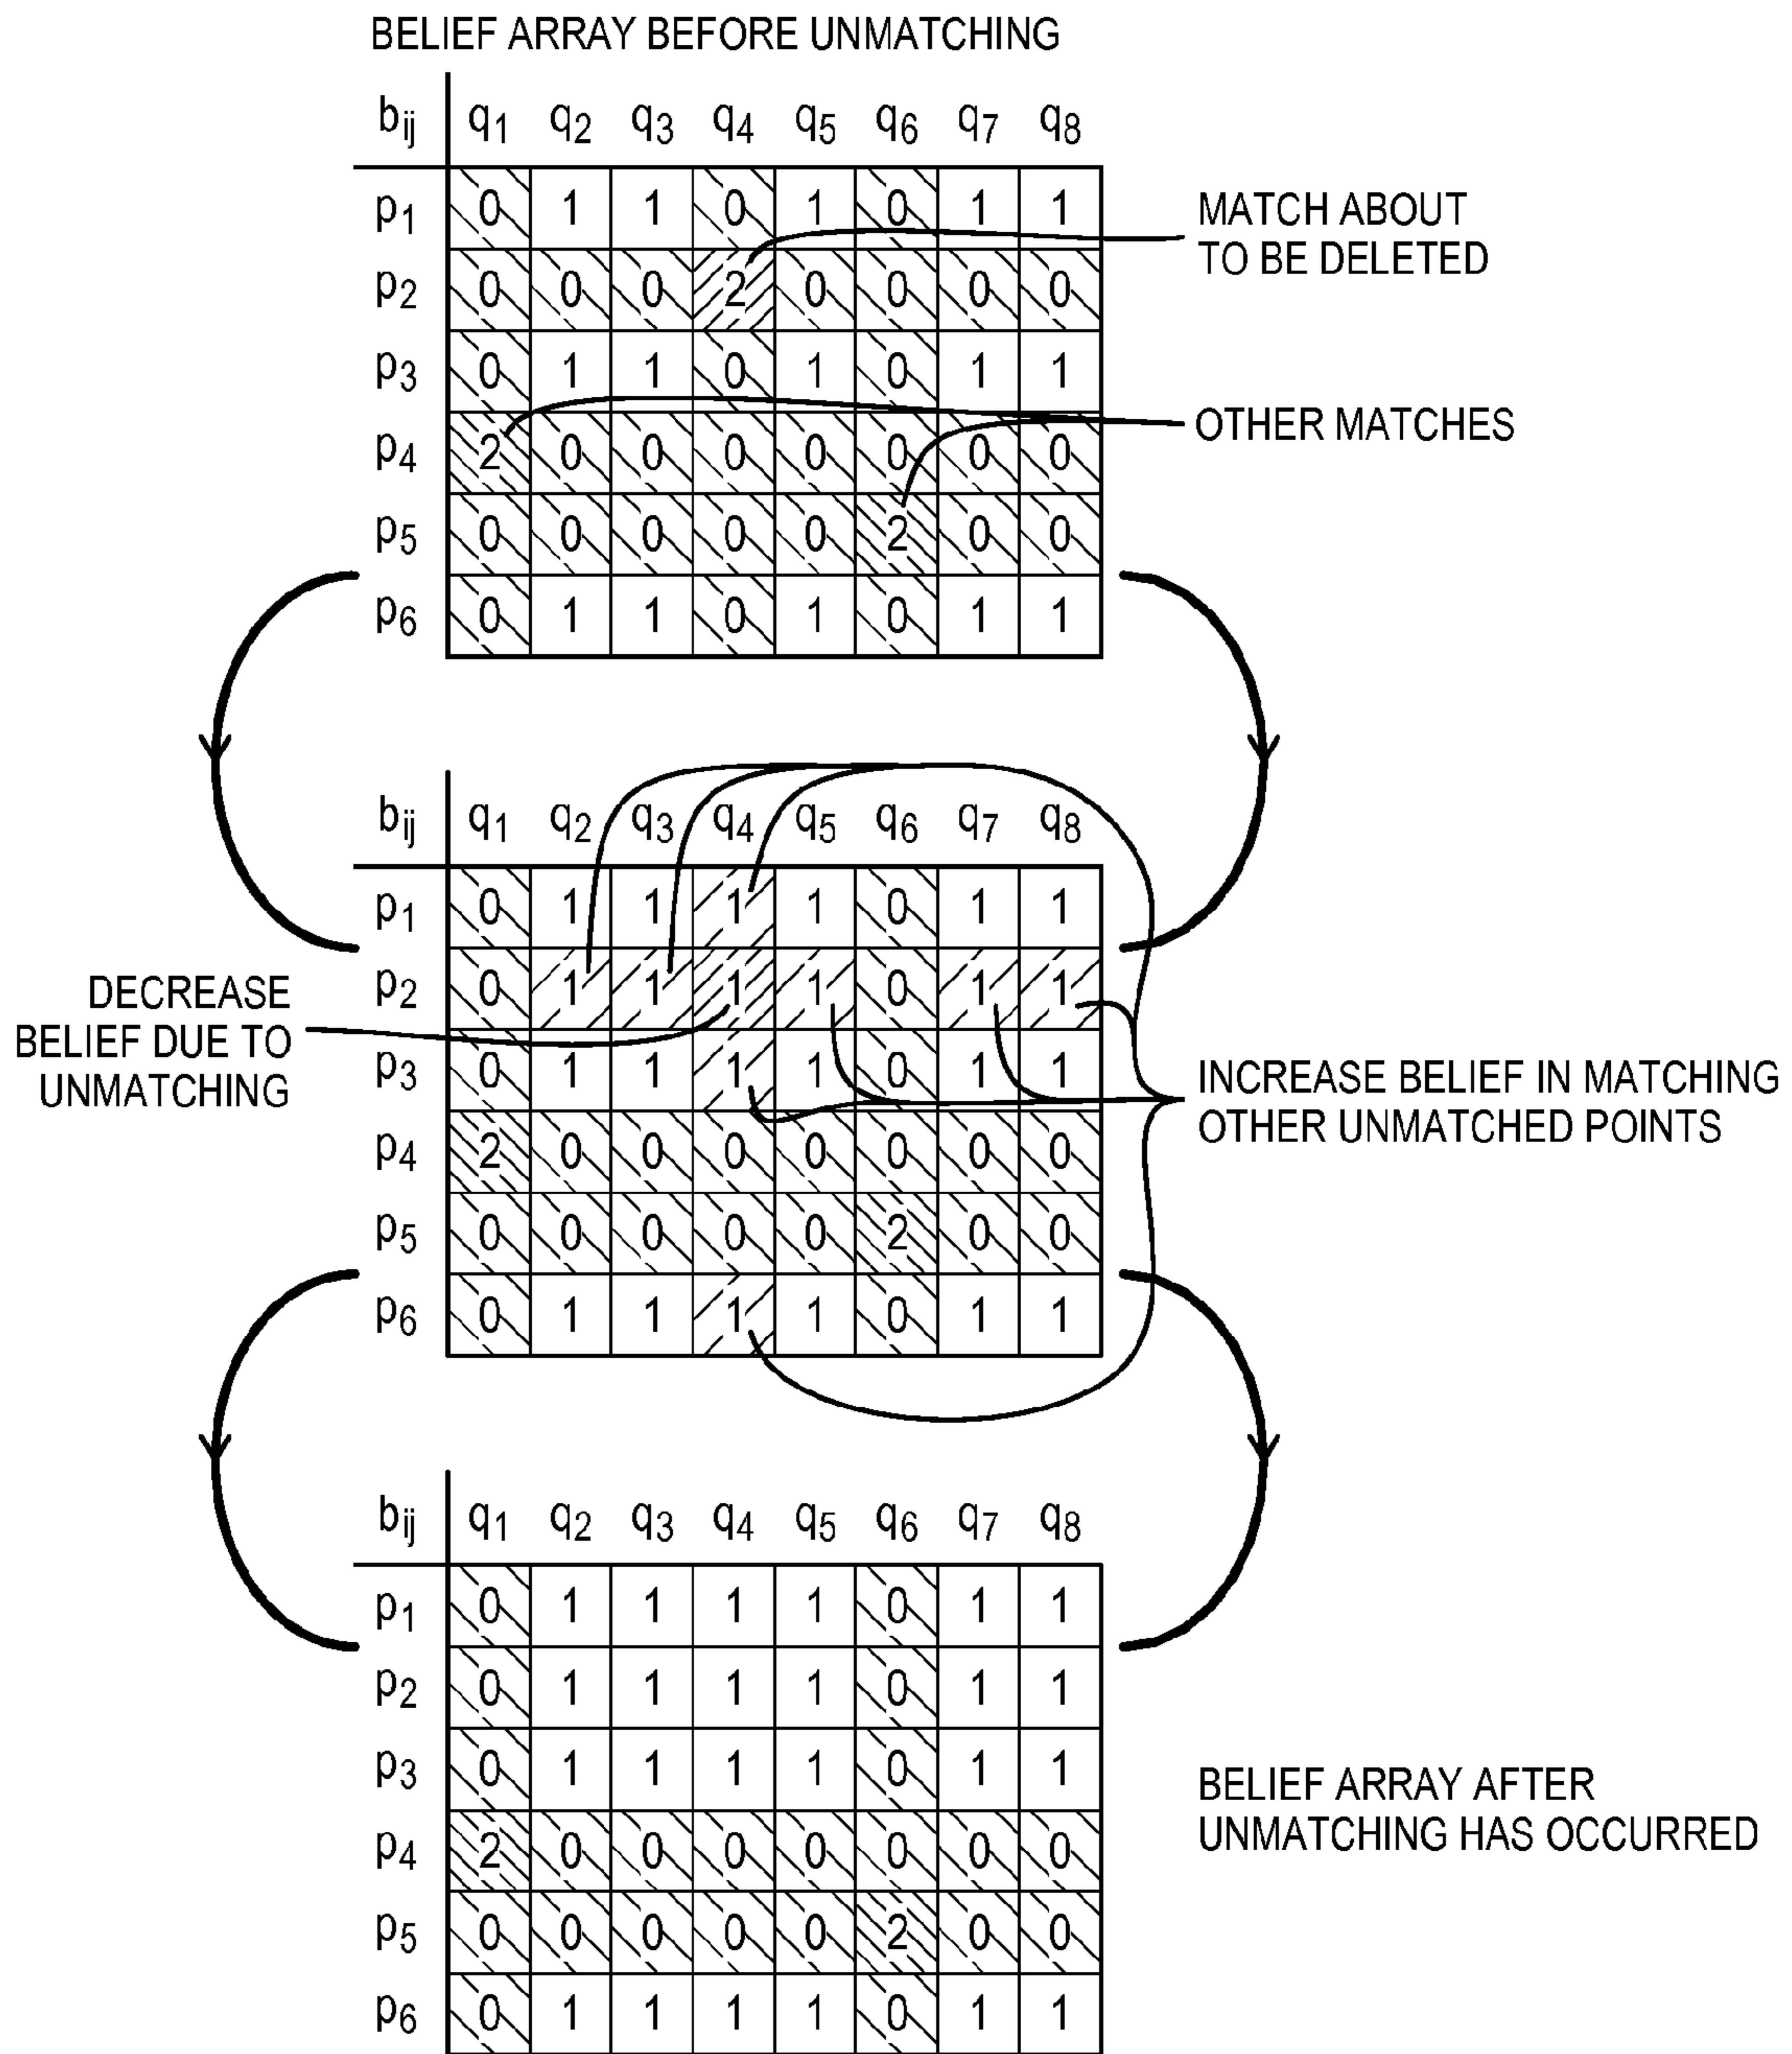 BELIEF ARRAY BEFORE UNMATCHING
bij q1 q2 q3 q4 q5 q6 q7 q8
p1 0 1 1 0 1 0 1 1
MATCH ABOUT
TO BE DELETED
p2 0 0 0 2 0 0 0 0
p3 0 1 1 0 1 0 1 1
OTHER MATCHES
p4 2 0 0 0 0 0 0 0
p5 0 0 0 0 0 2 0 0
p6 0 1 1 0 1 0 1 1
bij q1 q2 q3 q4 q5 q6 q7 q8
p1 0 1 1 1 1 0 1 1
p2 0 1 1 1 1 0 1 1
DECREASE
BELIEF DUE TO
UNMATCHING
p3 0 1 1 1 1 0 1 1
INCREASE BELIEF IN MATCHING
OTHER UNMATCHED POINTS
p4 2 0 0 0 0 0 0 0
p5 0 0 0 0 0 2 0 0
p6 0 1 1 1 1 0 1 1
bij q1 q2 q3 q4 q5 q6 q7 q8
p1 0 1 1 1 1 0 1 1
p2 0 1 1 1 1 0 1 1
p3 0 1 1 1 1 0 1 1
BELIEF ARRAY AFTER
UNMATCHING HAS OCCURRED
p4 2 0 0 0 0 0 0 0
p5 0 0 0 0 0 2 0 0
p6 0 1 1 1 1 0 1 1